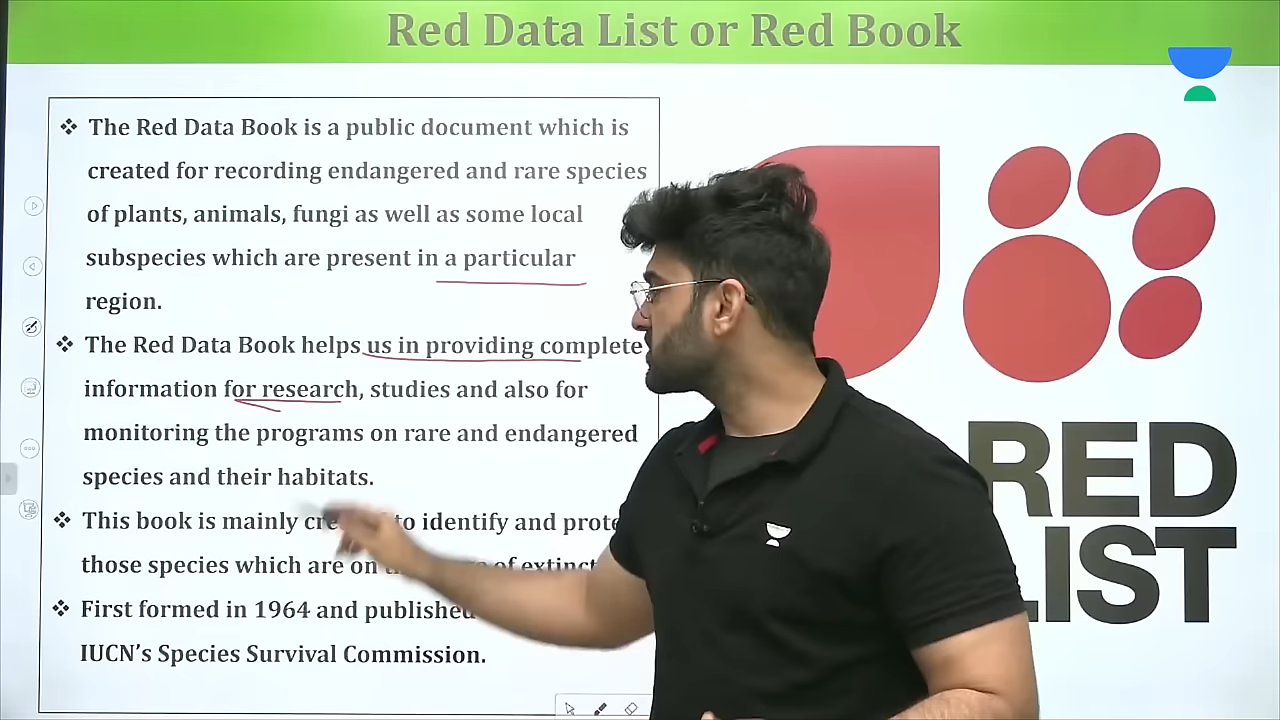 Red Data List or Red Book
❖ The Red Data Book is a public document which is
created for recording endangered and rare species
of plants, animals, fungi as well as some local
subspecies which are present in a particular
region.
❖ The Red Data Book helps us in providing complete
information for research, studies and also for
monitoring the programs on rare and endangered
species and their habitats.
❖ This book is mainly to identify and
those species which are on of
❖ First formed in 1964 and published
IUCN's Species Survival Commission.
RED
LIST